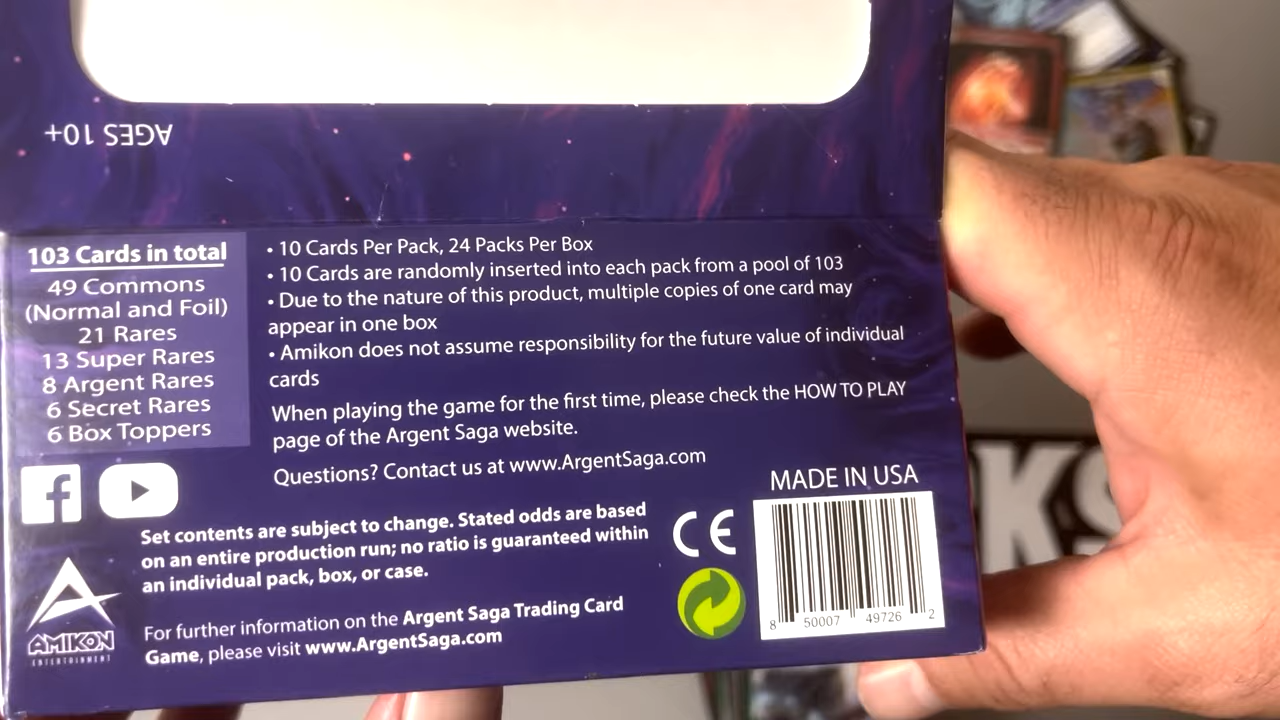 AGES 10+
103 Cards in total
49 Commons
(Normal and Foil)
21 Rares
13 Super Rares
8 Argent Rares
6 Secret Rares
6 Box Toppers
• 10 Cards Per Pack, 24 Packs Per Box
• 10 Cards are randomly inserted into each pack from a pool of 103
• Due to the nature of this product, multiple copies of one card may
appear in one box
• Amikon does not assume responsibility for the future value of individual
cards
When playing the game for the first time, please check the HOW TO PLAY
page of the Argent Saga website.
Questions? Contact us at www.ArgentSaga.com
MADE IN USA
Set contents are subject to change. Stated odds are based
on an entire production run; no ratio is guaranteed within
an individual pack, box, or case.
CE
For further information on the Argent Saga Trading Card
Game, please visit www.ArgentSaga.com
8 50007 49726 2
f
AMIKON
ENTERTAINMENT
KS